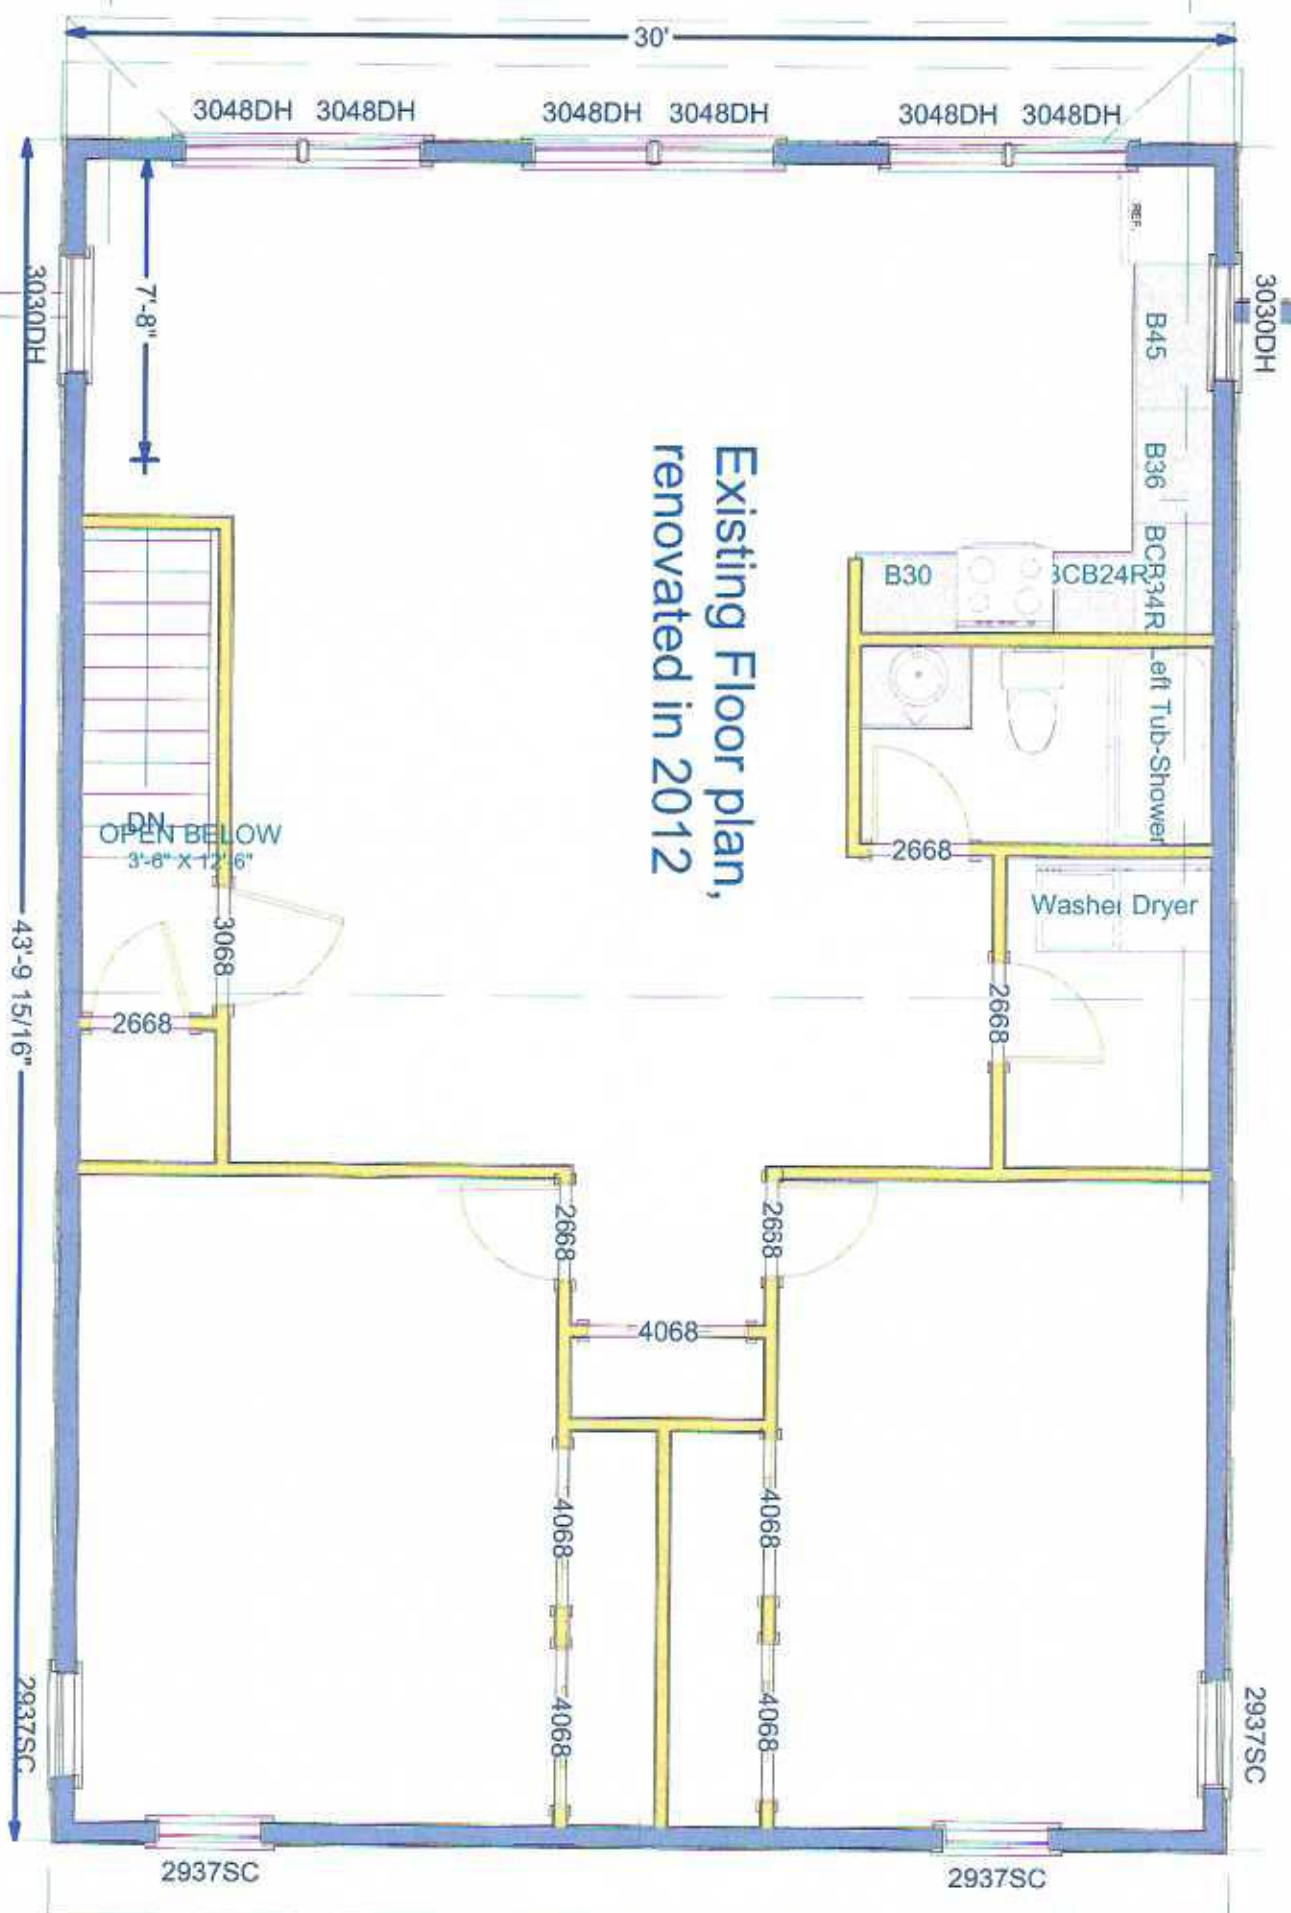 30'
3048DH 3048DH
3048DH 3048DH
3048DH 3048DH
REF.
3030DH
7'-8"
3030DH
B45
B36
BCB34R
Existing Floor plan,
renovated in 2012
B30
BCB24R
Left Tub-Shower
DN
OPEN BELOW
3'-6" X 12'-6"
2668
Washer Dryer
3068
2668
2668
43'-9 15/16"
2668
2668
4068
4068
4068
4068
4068
2937SC
2937SC
2937SC
2937SC